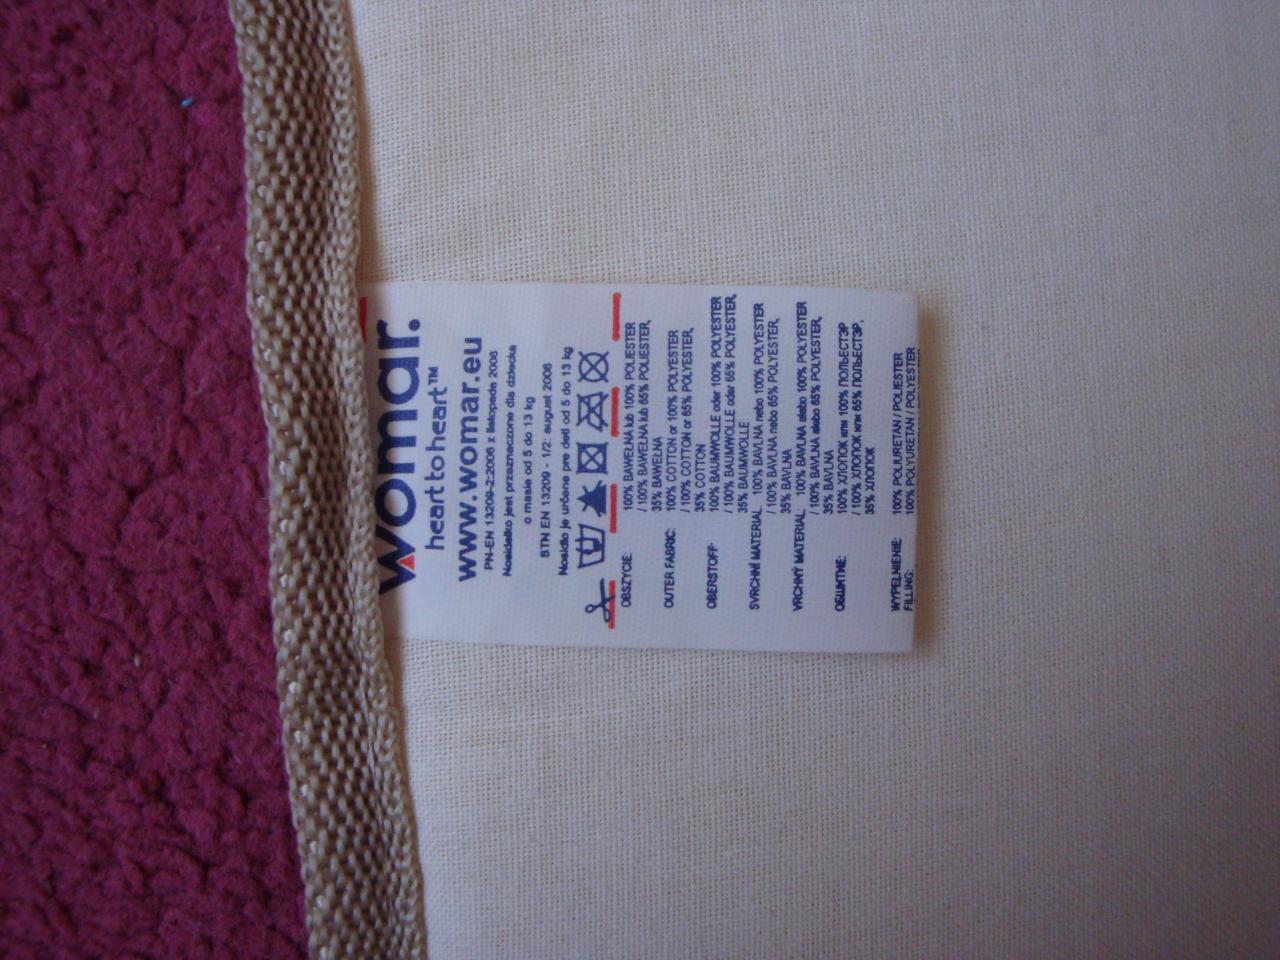 womar.
heart to heart™
www.womar.eu
PN-EN 13209-2:2006 z listopada 2006
Nosidełko jest przeznaczone dla dziecka
o masie od 5 do 13 kg
STN EN 13209 - 1/2: august 2006
Nosidlo je určene pre deti od 5 do 13 kg
OBSZYCIE: 100% BAWEŁNA lub 100% POLIESTER
/ 100% BAWEŁNA lub 65% POLIESTER,
35% BAWEŁNA
OUTER FABRIC: 100% COTTON or 100% POLYESTER
/ 100% COTTON or 65% POLYESTER,
35% COTTON
OBERSTOFF: 100% BAUMWOLLE oder 100% POLYESTER
/ 100% BAUMWOLLE oder 65% POLYESTER,
35% BAUMWOLLE
SVRCHNÍ MATERIAL 100% BAVLNA nebo 100% POLYESTER
/ 100% BAVLNA nebo 65% POLYESTER,
35% BAVLNA
VRCHNÝ MATERIAL 100% BAVLNA alebo 100% POLYESTER
/ 100% BAVLNA alebo 65% POLYESTER,
35% BAVLNA
ОБШИТИЕ: 100% ХЛОПОК или 100% ПОЛЬЕСТЭР
/ 100% ХЛОПОК или 65% ПОЛЬЕСТЭР,
35% ХЛОПОК
WYPEŁNIENIE: 100% POLIURETAN / POLIESTER
FILLING: 100% POLYURETAN / POLYESTER